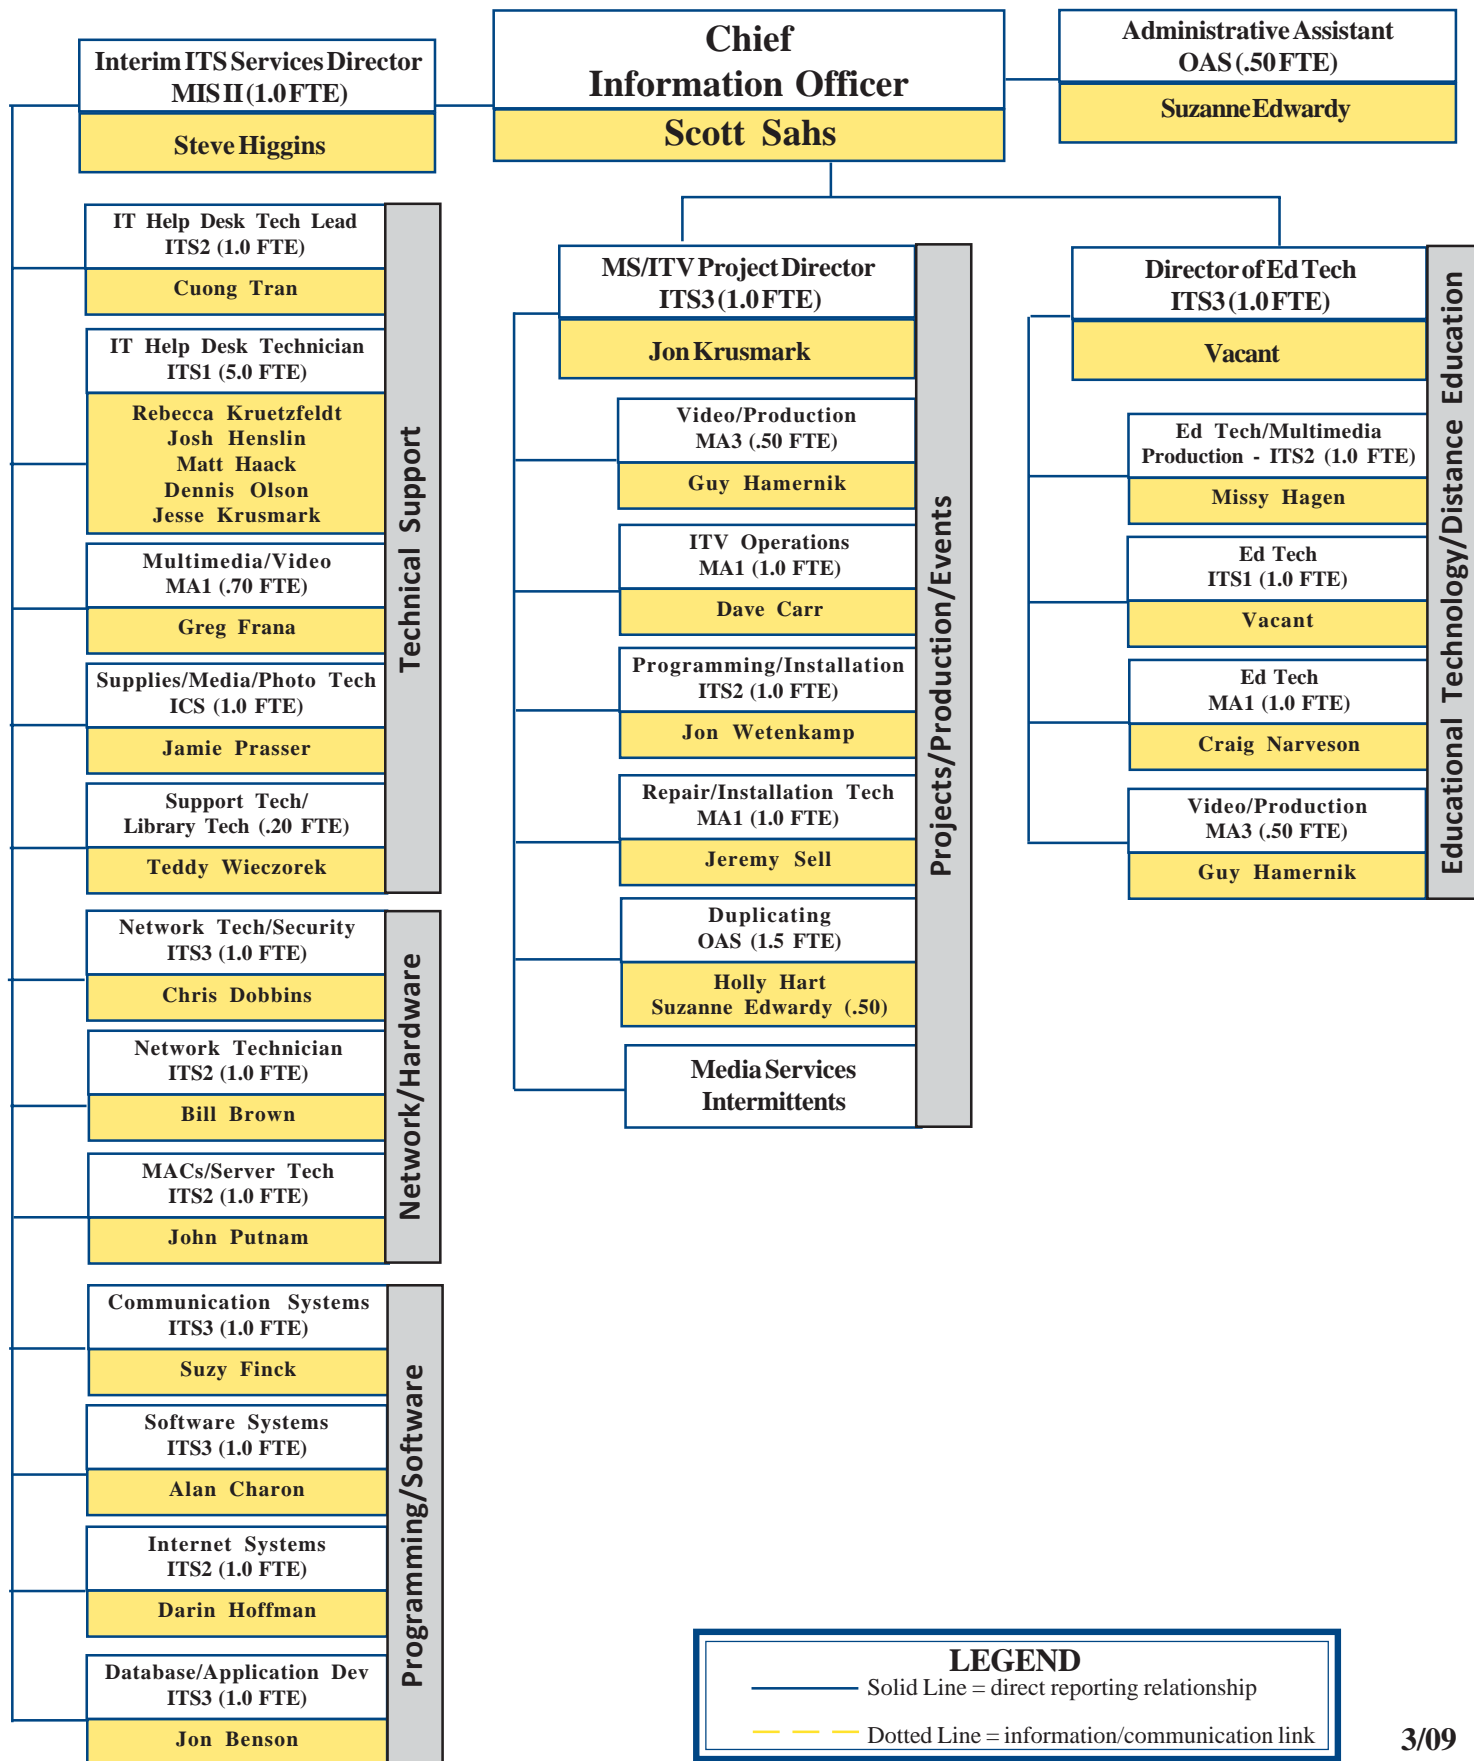 Interim ITS Services Director
MIS II (1.0 FTE)
Steve Higgins
Chief
Information Officer
Scott Sahs
Administrative Assistant
OAS (.50 FTE)
Suzanne Edwardy
IT Help Desk Tech Lead
ITS2 (1.0 FTE)
Cuong Tran
IT Help Desk Technician
ITS1 (5.0 FTE)
Rebecca Kruetzfeldt
Josh Henslin
Matt Haack
Dennis Olson
Jesse Krusmark
Multimedia/Video
MA1 (.70 FTE)
Greg Frana
Supplies/Media/Photo Tech
ICS (1.0 FTE)
Jamie Prasser
Support Tech/
Library Tech (.20 FTE)
Teddy Wieczorek
Technical Support
Network Tech/Security
ITS3 (1.0 FTE)
Chris Dobbins
Network Technician
ITS2 (1.0 FTE)
Bill Brown
MACs/Server Tech
ITS2 (1.0 FTE)
John Putnam
Network/Hardware
Communication Systems
ITS3 (1.0 FTE)
Suzy Finck
Software Systems
ITS3 (1.0 FTE)
Alan Charon
Internet Systems
ITS2 (1.0 FTE)
Darin Hoffman
Database/Application Dev
ITS3 (1.0 FTE)
Jon Benson
Programming/Software
MS/ITV Project Director
ITS3 (1.0 FTE)
Jon Krusmark
Video/Production
MA3 (.50 FTE)
Guy Hamernik
ITV Operations
MA1 (1.0 FTE)
Dave Carr
Programming/Installation
ITS2 (1.0 FTE)
Jon Wetenkamp
Repair/Installation Tech
MA1 (1.0 FTE)
Jeremy Sell
Duplicating
OAS (1.5 FTE)
Holly Hart
Suzanne Edwardy (.50)
Media Services
Intermittents
Projects/Production/Events
Director of Ed Tech
ITS3 (1.0 FTE)
Vacant
Ed Tech/Multimedia
Production - ITS2 (1.0 FTE)
Missy Hagen
Ed Tech
ITS1 (1.0 FTE)
Vacant
Ed Tech
MA1 (1.0 FTE)
Craig Narveson
Video/Production
MA3 (.50 FTE)
Guy Hamernik
Educational Technology/Distance Education
LEGEND
Solid Line = direct reporting relationship
Dotted Line = information/communication link
3/09